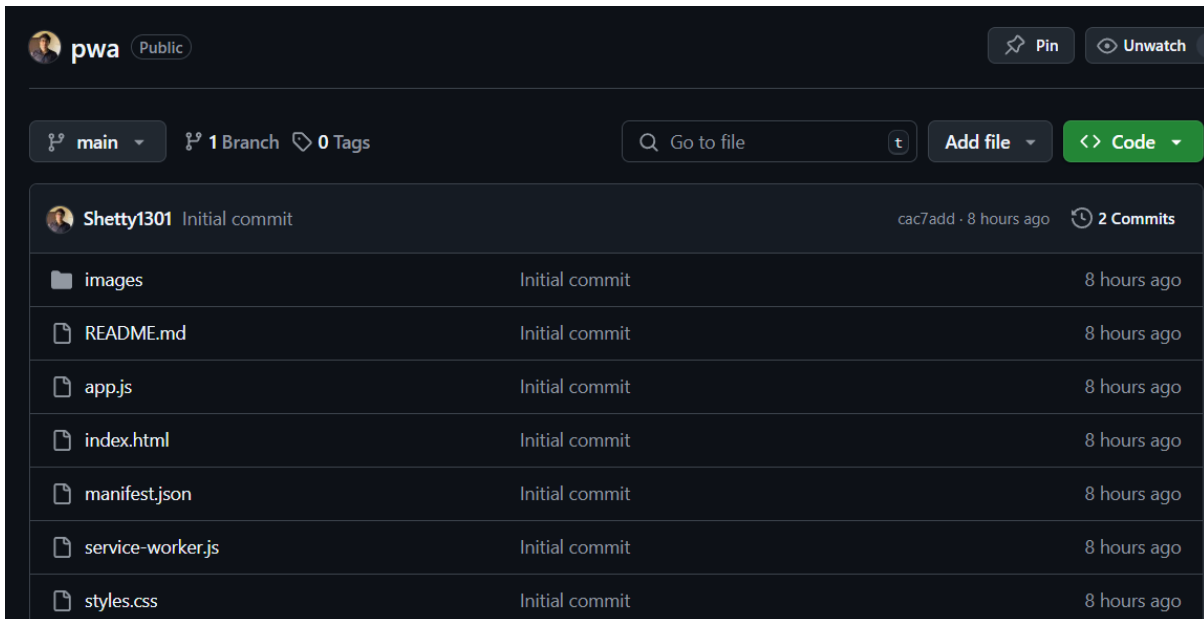 pwa Public Pin Unwatch
main 1 Branch 0 Tags Go to file t Add file Code
Shetty1301 Initial commit cac7add · 8 hours ago 2 Commits
images Initial commit 8 hours ago
README.md Initial commit 8 hours ago
app.js Initial commit 8 hours ago
index.html Initial commit 8 hours ago
manifest.json Initial commit 8 hours ago
service-worker.js Initial commit 8 hours ago
styles.css Initial commit 8 hours ago